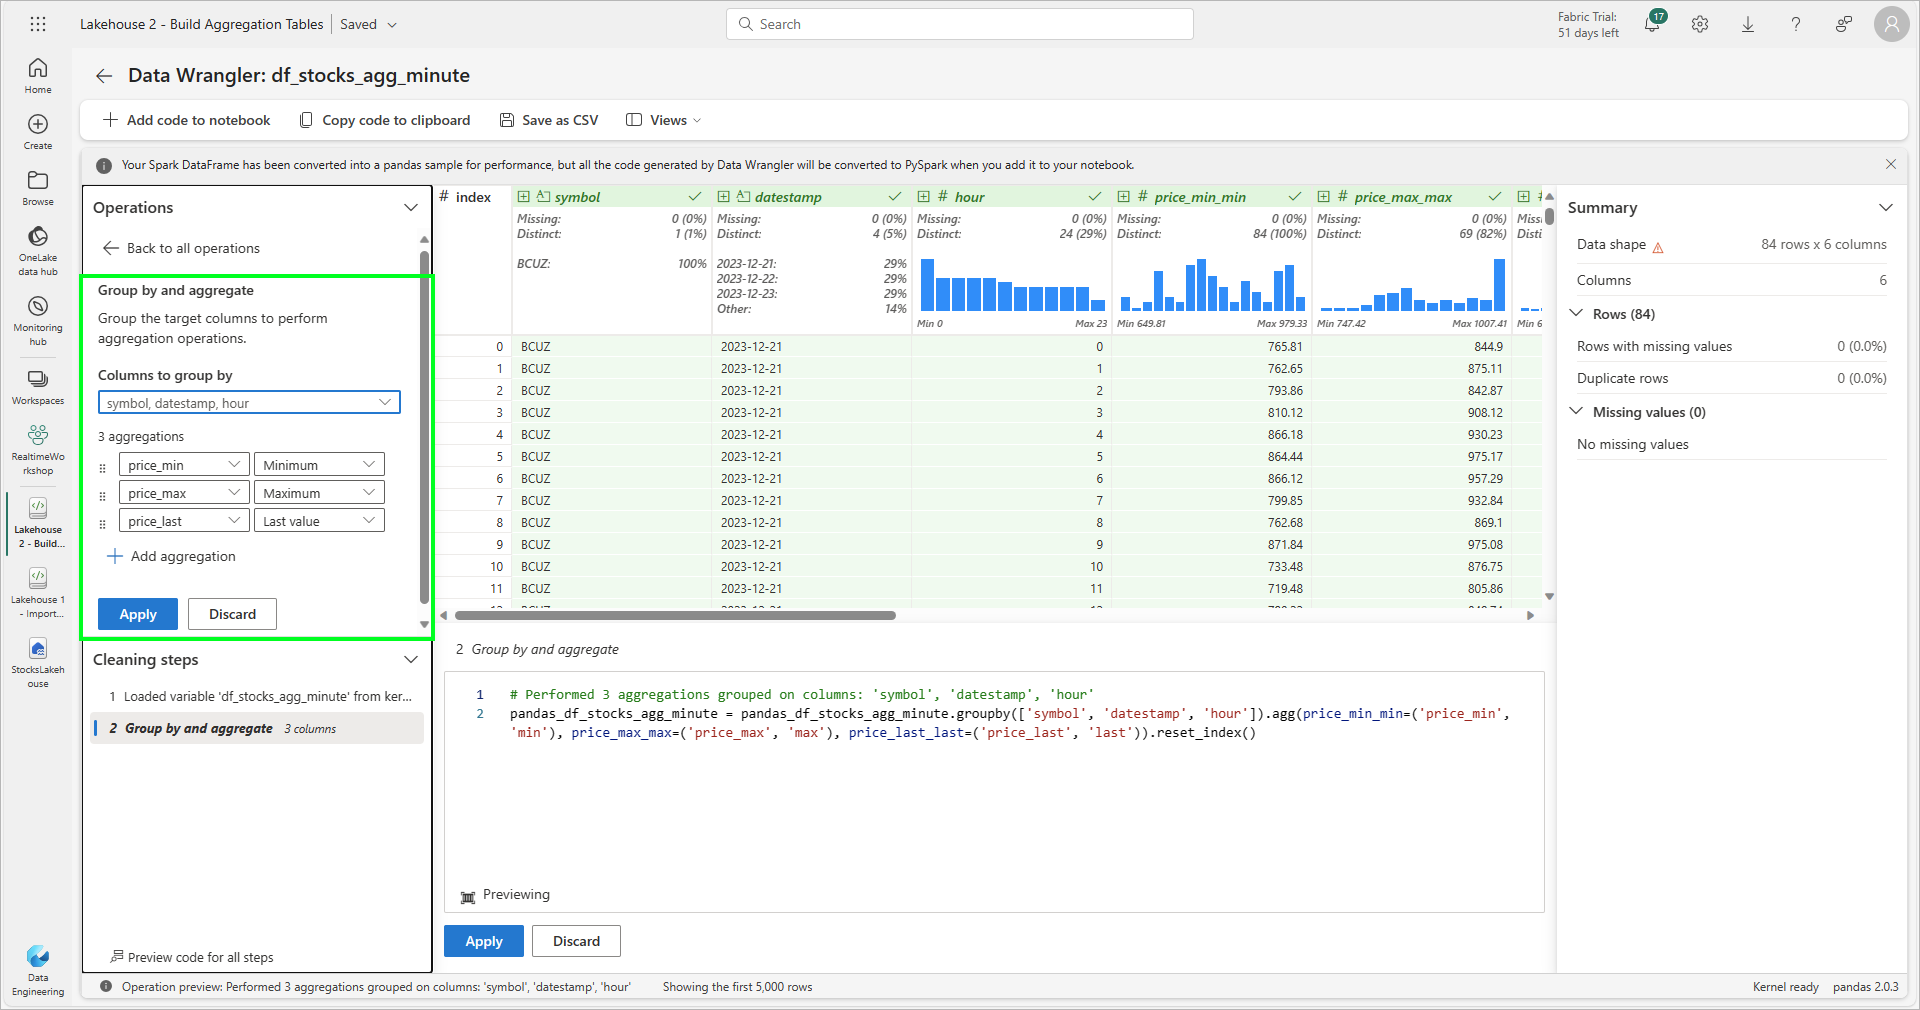 Lakehouse 2 - Build Aggregation Tables
Saved
Search
Fabric Trial:
51 days left
17
Home
Create
Browse
OneLake
data hub
Monitoring
hub
Workspaces
RealtimeWo
rkshop
Lakehouse
2 - Build...
Lakehouse 1
- Import...
StocksLakeh
ouse
Data
Engineering
Data Wrangler: df_stocks_agg_minute
Add code to notebook
Copy code to clipboard
Save as CSV
Views
Your Spark DataFrame has been converted into a pandas sample for performance, but all the code generated by Data Wrangler will be converted to PySpark when you add it to your notebook.
Operations
Back to all operations
Group by and aggregate
Group the target columns to perform
aggregation operations.
Columns to group by
symbol, datestamp, hour
3 aggregations
price_min Minimum
price_max Maximum
price_last Last value
Add aggregation
Apply Discard
Cleaning steps
1 Loaded variable 'df_stocks_agg_minute' from ker...
2 Group by and aggregate 3 columns
Preview code for all steps
# index symbol datestamp # hour # price_min_min # price_max_max
Missing: 0 (0%) Missing: 0 (0%) Missing: 0 (0%) Missing: 0 (0%) Missing: 0 (0%)
Distinct: 1 (1%) Distinct: 4 (5%) Distinct: 24 (29%) Distinct: 84 (100%) Distinct: 69 (82%)
BCUZ: 100% 2023-12-21: 29%
2023-12-22: 29%
2023-12-23: 29%
Other: 14%
Min 0 Max 23 Min 649.81 Max 979.33 Min 747.42 Max 1007.41 Min 6
0 BCUZ 2023-12-21 0 765.81 844.9
1 BCUZ 2023-12-21 1 762.65 875.11
2 BCUZ 2023-12-21 2 793.86 842.87
3 BCUZ 2023-12-21 3 810.12 908.12
4 BCUZ 2023-12-21 4 866.18 930.23
5 BCUZ 2023-12-21 5 864.44 975.17
6 BCUZ 2023-12-21 6 866.12 957.29
7 BCUZ 2023-12-21 7 799.85 932.84
8 BCUZ 2023-12-21 8 762.68 869.1
9 BCUZ 2023-12-21 9 871.84 975.08
10 BCUZ 2023-12-21 10 733.48 876.75
11 BCUZ 2023-12-21 11 719.48 805.86
2 Group by and aggregate
1 # Performed 3 aggregations grouped on columns: 'symbol', 'datestamp', 'hour'
2 pandas_df_stocks_agg_minute = pandas_df_stocks_agg_minute.groupby(['symbol', 'datestamp', 'hour']).agg(price_min_min=('price_min',
'min'), price_max_max=('price_max', 'max'), price_last_last=('price_last', 'last')).reset_index()
Previewing
Apply Discard
Summary
Data shape 84 rows x 6 columns
Columns 6
Rows (84)
Rows with missing values 0 (0.0%)
Duplicate rows 0 (0.0%)
Missing values (0)
No missing values
Operation preview: Performed 3 aggregations grouped on columns: 'symbol', 'datestamp', 'hour'
Showing the first 5,000 rows
Kernel ready
pandas 2.0.3